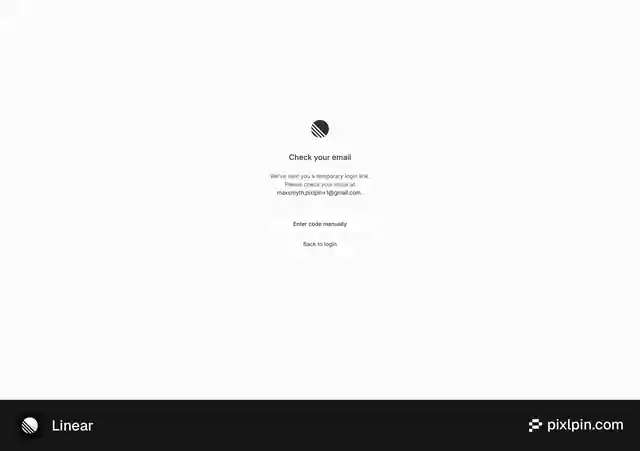 Check your email
We've sent you a temporary login link.
Please check your inbox at
maxsmyth.pixlpin+1@gmail.com.
Enter code manually
Back to login
Linear
pixlpin.com